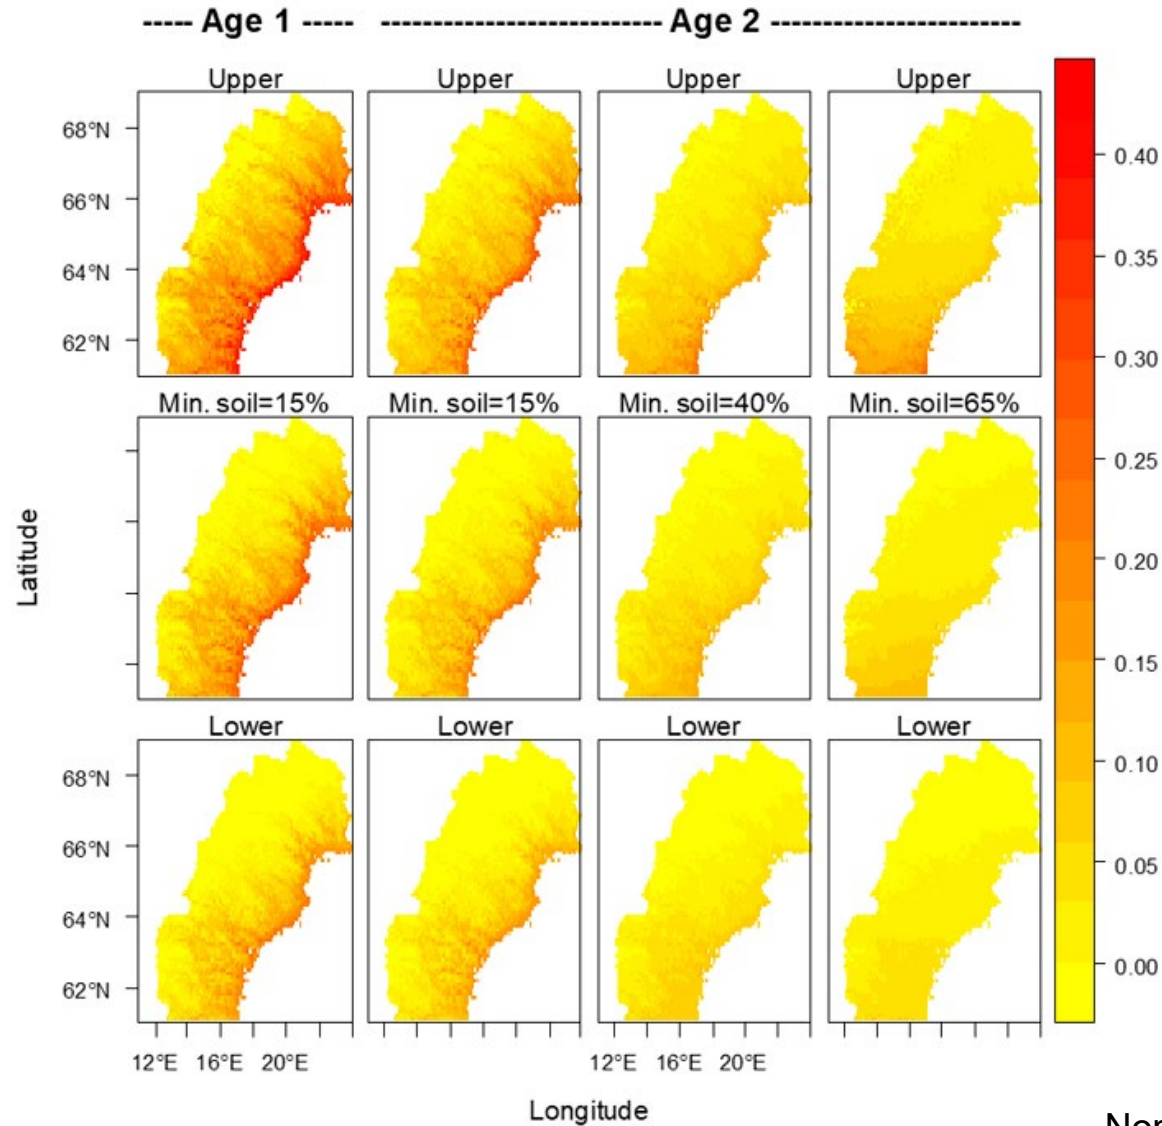 ----- Age 1 ----- -------------------------- Age 2 -----------------------
Upper Upper Upper Upper
68°N
66°N
64°N
62°N
Min. soil=15% Min. soil=15% Min. soil=40% Min. soil=65%
Latitude
Lower Lower Lower Lower
68°N
66°N
64°N
62°N
12°E 16°E 20°E 12°E 16°E 20°E
Longitude
0.40
0.35
0.30
0.25
0.20
0.15
0.10
0.05
0.00